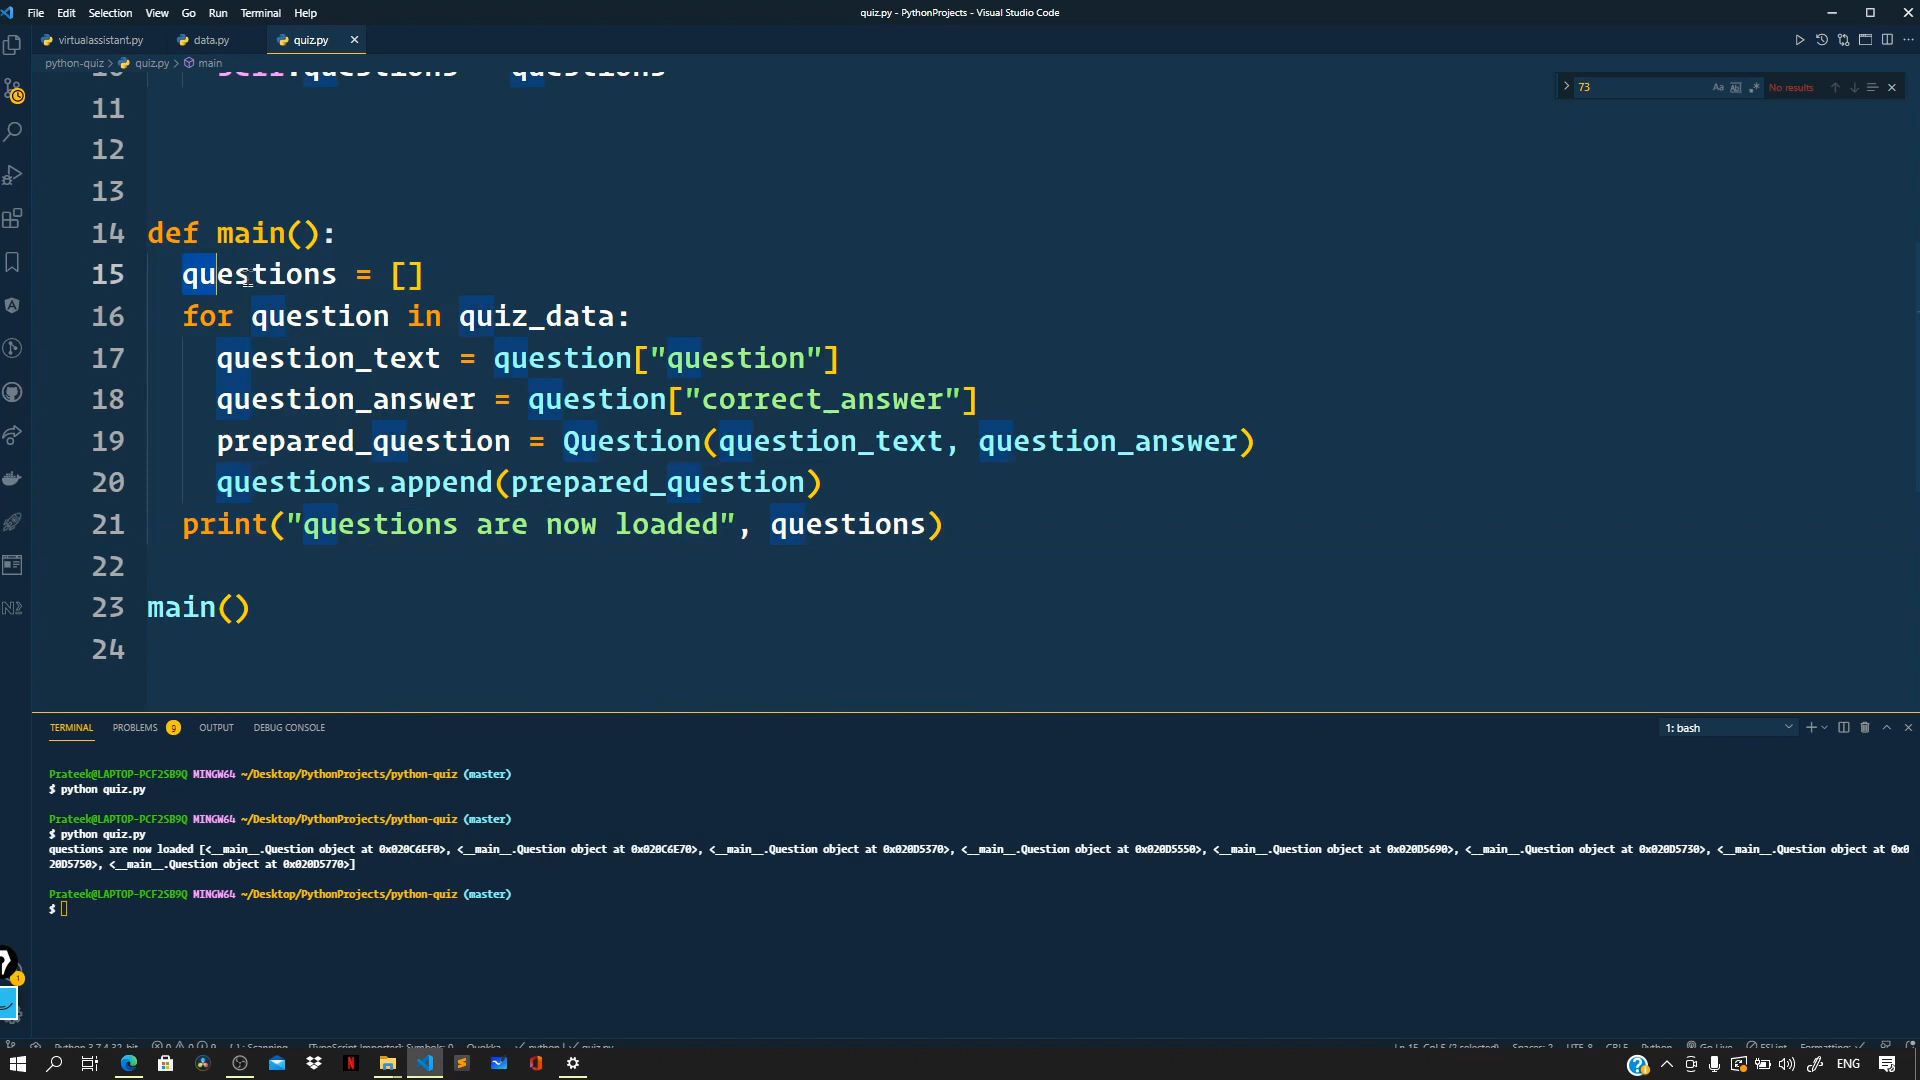 File Edit Selection View Go Run Terminal Help
quiz.py - PythonProjects - Visual Studio Code
virtualassistant.py data.py quiz.py
python-quiz > quiz.py > main
73
Aa
No results
11
12
13
14 def main():
15 questions = []
16 for question in quiz_data:
17 question_text = question["question"]
18 question_answer = question["correct_answer"]
19 prepared_question = Question(question_text, question_answer)
20 questions.append(prepared_question)
21 print("questions are now loaded", questions)
22
23 main()
24
TERMINAL PROBLEMS 9 OUTPUT DEBUG CONSOLE
1: bash
Prateek@LAPTOP-PCF2SB9Q MINGW64 ~/Desktop/PythonProjects/python-quiz (master)
$ python quiz.py
Prateek@LAPTOP-PCF2SB9Q MINGW64 ~/Desktop/PythonProjects/python-quiz (master)
$ python quiz.py
questions are now loaded [<__main__.Question object at 0x020C6EF0>, <__main__.Question object at 0x020C6E70>, <__main__.Question object at 0x020D5370>, <__main__.Question object at 0x020D5550>, <__main__.Question object at 0x020D5690>, <__main__.Question object at 0x020D5730>, <__main__.Question object at 0x0
20D5750>, <__main__.Question object at 0x020D5770>]
Prateek@LAPTOP-PCF2SB9Q MINGW64 ~/Desktop/PythonProjects/python-quiz (master)
$
ENG